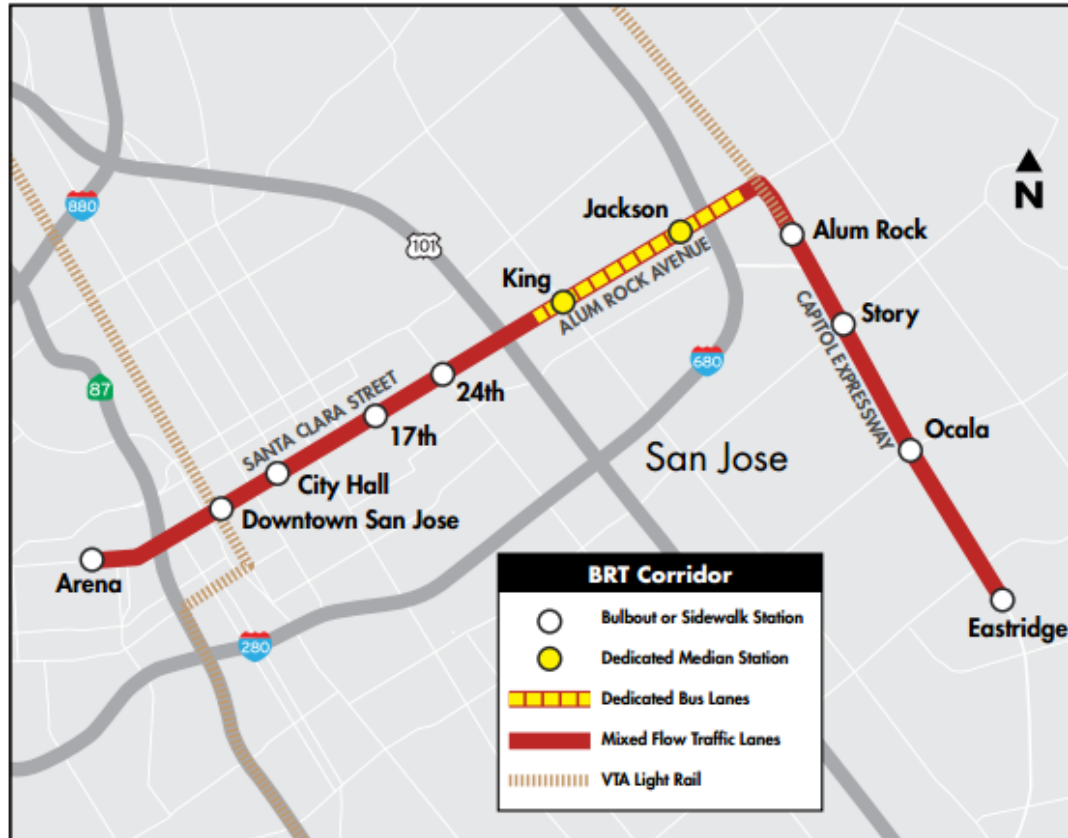 N
Jackson
880
Alum Rock
101
King
ALUM ROCK AVENUE
CAPITOL EXPRESSWAY
Story
680
87
24th
SANTA CLARA STREET
17th
Ocala
San Jose
City Hall
Downtown San Jose
Arena
BRT Corridor
Bulbout or Sidewalk Station
Dedicated Median Station
Dedicated Bus Lanes
Mixed Flow Traffic Lanes
VTA Light Rail
Eastridge
280